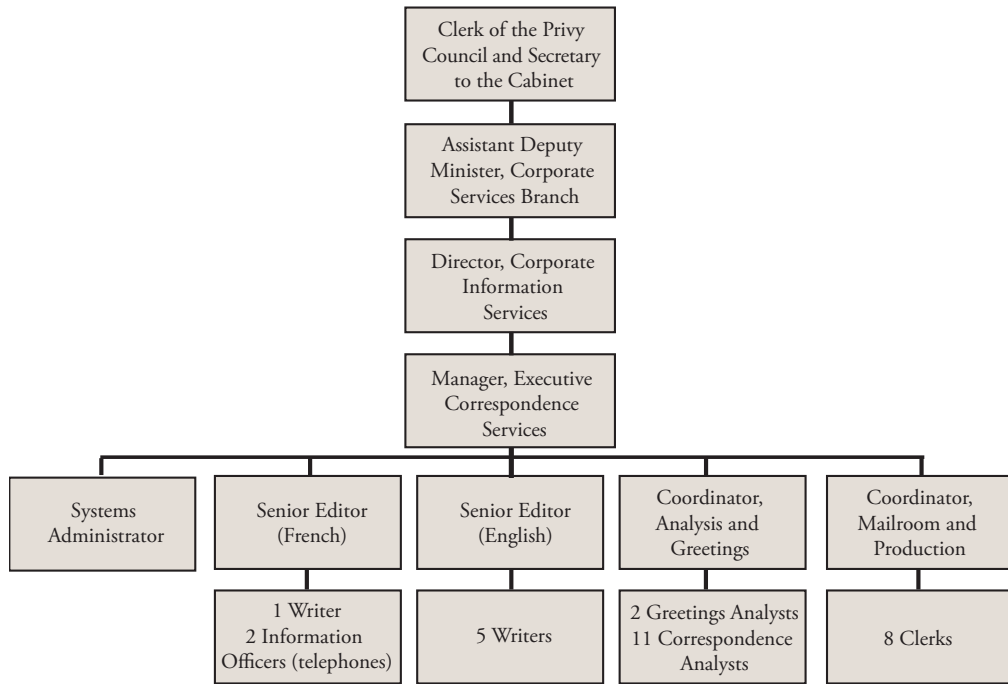 Clerk of the Privy
Council and Secretary
to the Cabinet
Assistant Deputy
Minister, Corporate
Services Branch
Director, Corporate
Information
Services
Manager, Executive
Correspondence
Services
Systems
Administrator
Senior Editor
(French)
Senior Editor
(English)
Coordinator,
Analysis and
Greetings
Coordinator,
Mailroom and
Production
1 Writer
2 Information
Officers (telephones)
5 Writers
2 Greetings Analysts
11 Correspondence
Analysts
8 Clerks